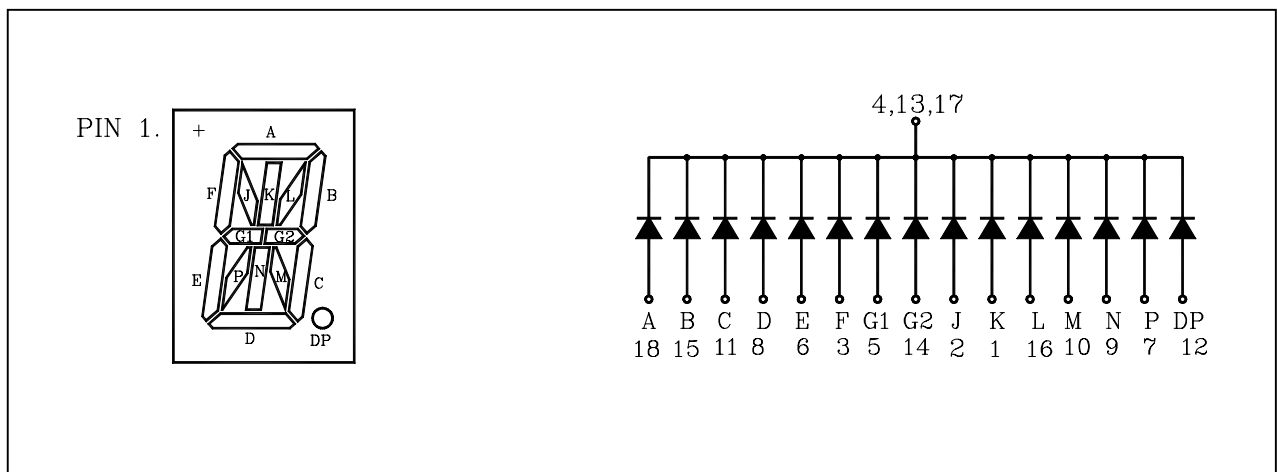 PIN 1.
+
A
F
J
K
L
B
G1
G2
E
P
N
M
C
D
DP
4,13,17
A B C D E F G1 G2 J K L M N P DP
18 15 11 8 6 3 5 14 2 1 16 10 9 7 12